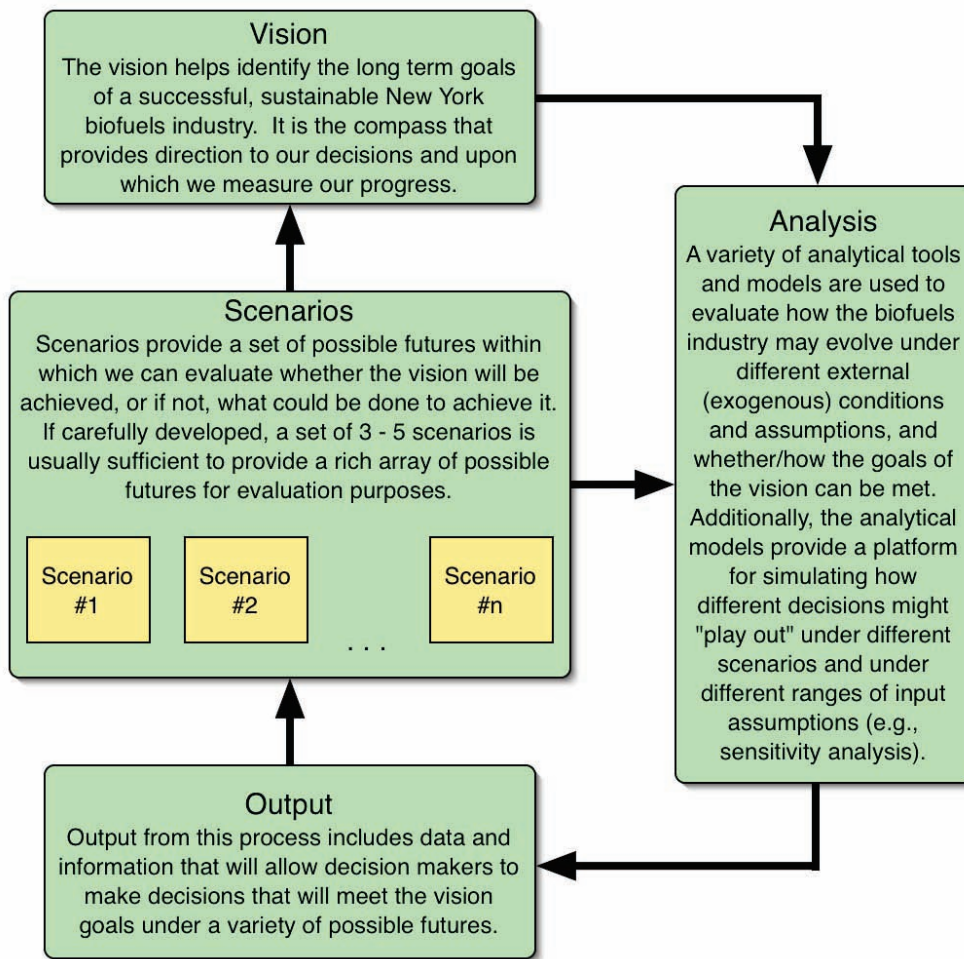 Vision
The vision helps identify the long term goals
of a successful, sustainable New York
biofuels industry.  It is the compass that
provides direction to our decisions and upon
which we measure our progress.
Scenarios
Scenarios provide a set of possible futures within
which we can evaluate whether the vision will be
achieved, or if not, what could be done to achieve it.
If carefully developed, a set of 3 - 5 scenarios is
usually sufficient to provide a rich array of possible
futures for evaluation purposes.
Scenario
#1
Scenario
#2
. . .
Scenario
#n
Analysis
A variety of analytical tools
and models are used to
evaluate how the biofuels
industry may evolve under
different external
(exogenous) conditions
and assumptions, and
whether/how the goals of
the vision can be met.
Additionally, the analytical
models provide a platform
for simulating how
different decisions might
"play out" under different
scenarios and under
different ranges of input
assumptions (e.g.,
sensitivity analysis).
Output
Output from this process includes data and
information that will allow decision makers to
make decisions that will meet the vision
goals under a variety of possible futures.